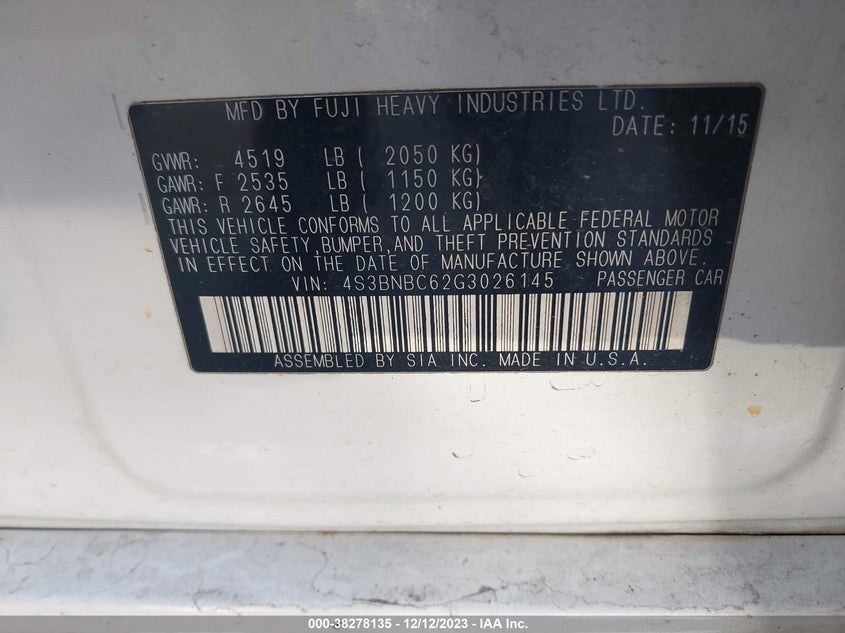 MFD BY FUJI HEAVY INDUSTRIES LTD.
DATE: 11/15
GVWR: 4519 LB ( 2050 KG)
GAWR: F 2535 LB ( 1150 KG)
GAWR: R 2645 LB ( 1200 KG)
THIS VEHICLE CONFORMS TO ALL APPLICABLE FEDERAL MOTOR
VEHICLE SAFETY,BUMPER,AND THEFT PREVENTION STANDARDS
IN EFFECT ON THE DATE OF MANUFACTURE SHOWN ABOVE.
VIN: 4S3BNBC62G3026145 PASSENGER CAR
ASSEMBLED BY SIA INC. MADE IN U.S.A.
000-38278135 - 12/12/2023 - IAA Inc.